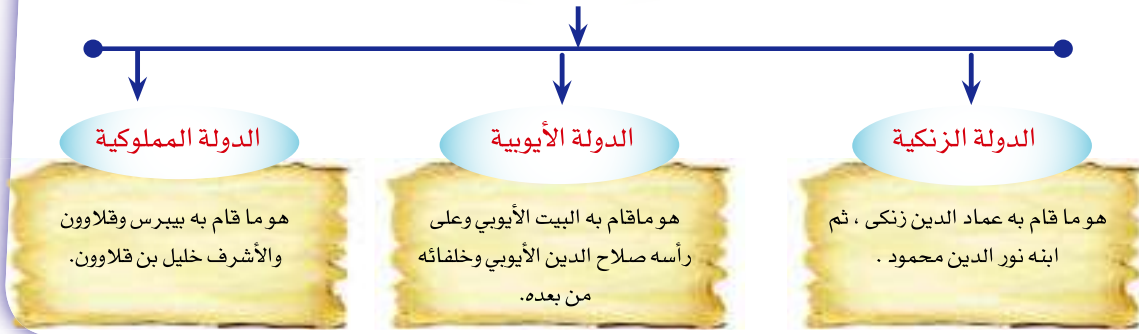 الدولة الزنكية
هو ما قام به عماد الدين زنكى ، ثم
ابنه نور الدين محمود .
الدولة الأيوبية
هو ماقام به البيت الأيوبي وعلى
رأسه صلاح الدين الأيوبي وخلفائه
من بعده.
الدولة المملوكية
هو ما قام به بيبرس وقلاوون
والأشرف خليل بن قلاوون.